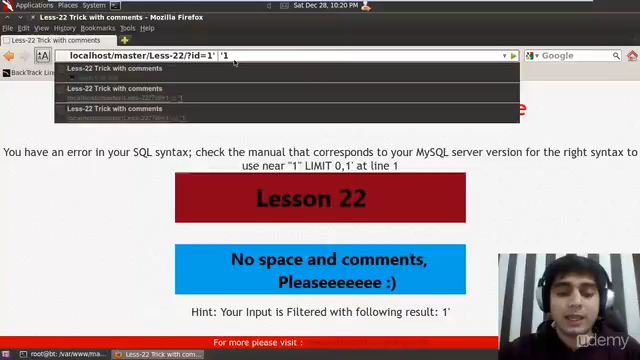 Sat Dec 28, 10:20 PM
Less-22 Trick with comments - Mozilla Firefox
File Edit View History Bookmarks Tools Help
Less-22 Trick with comments
localhost/master/Less-22/?id=1' '1
Google
BackTrack Lin
Less-22 Trick with comments
Less-22 Trick with comments
Less-22 Trick with comments
You have an error in your SQL syntax; check the manual that corresponds to your MySQL server version for the right syntax to
use near ''1'' LIMIT 0,1' at line 1
Lesson 22
No space and comments,
Pleaseeeeeee :)
Hint: Your Input is Filtered with following result: 1'
For more please visit :
root@bt: /var/www/ma...
Less-22 Trick with com...
udemy